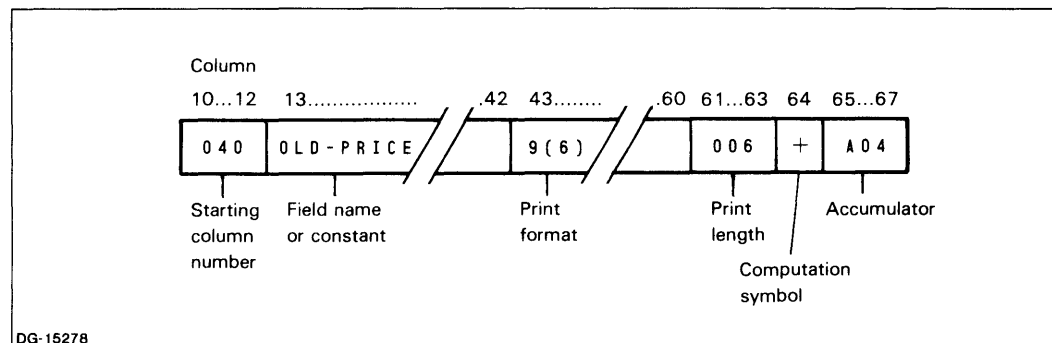 Column
10...12 13.................. .42 43........ .60 61...63 64 65...67
040 OLD-PRICE 9(6) 006 + A04
Starting column number
Field name or constant
Print format
Print length
Computation symbol
Accumulator
DG-15278